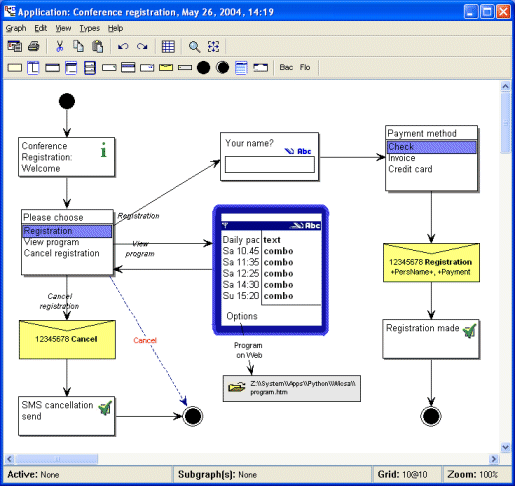 Application: Conference registration, May 26, 2004, 14:19
Graph Edit View Types Help
Bac Flo
Conference
Registration:
Welcome
Your name?
Abc
Payment method
Check
Invoice
Credit card
Please choose
Registration
View program
Cancel registration
Registration
View
program
Abc
Daily pac text
Sa 10.45 combo
Sa 11:35 combo
Sa 12:25 combo
Sa 14:30 combo
Su 15:20 combo
Options
12345678 Registration
+PersName+, +Payment
Cancel
registration
12345678 Cancel
Cancel
Program
on Web
Registration made
program.htm
SMS cancellation
send
Active: None
Subgraph(s): None
Grid: 10@10
Zoom: 100%